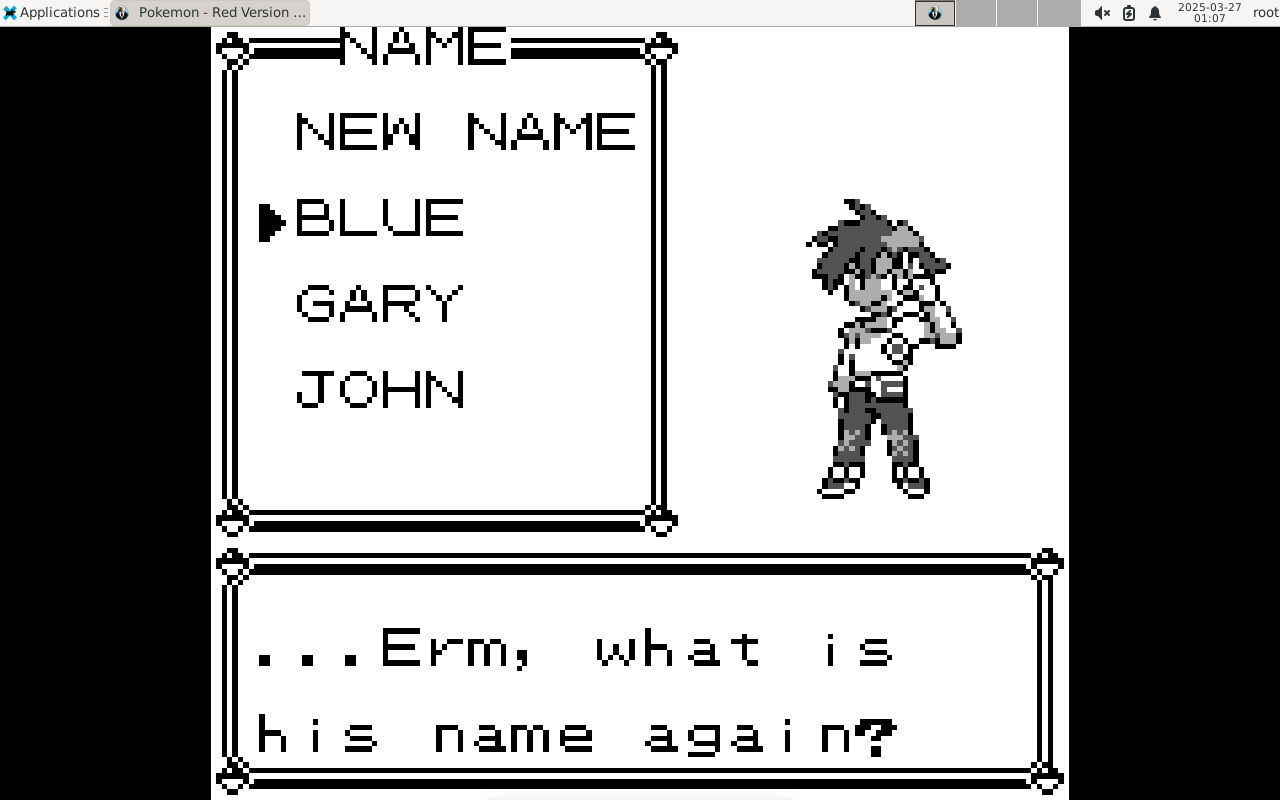 Applications
Pokemon - Red Version ...
2025-03-27
01:07
root
NAME
NEW NAME
BLUE
GARY
JOHN
...Erm, what is
his name again?